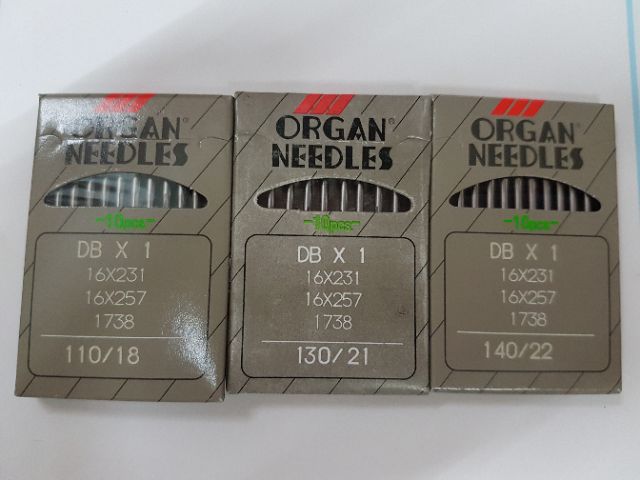 ORGAN®
NEEDLES
-10pcs-
DB X 1
16X231
16X257
1738
110/18
ORGAN®
NEEDLES
-10pcs-
DB X 1
16X231
16X257
1738
130/21
ORGAN®
NEEDLES
-10pcs-
DB X 1
16X231
16X257
1738
140/22